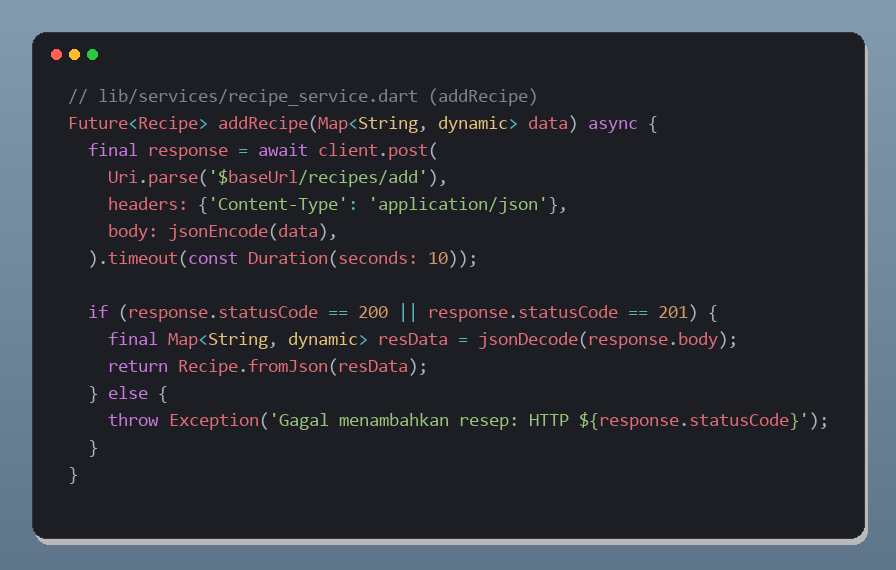 // lib/services/recipe_service.dart (addRecipe)
Future<Recipe> addRecipe(Map<String, dynamic> data) async {
  final response = await client.post(
    Uri.parse('$baseUrl/recipes/add'),
    headers: {'Content-Type': 'application/json'},
    body: jsonEncode(data),
  ).timeout(const Duration(seconds: 10));

  if (response.statusCode == 200 || response.statusCode == 201) {
    final Map<String, dynamic> resData = jsonDecode(response.body);
    return Recipe.fromJson(resData);
  } else {
    throw Exception('Gagal menambahkan resep: HTTP ${response.statusCode}');
  }
}